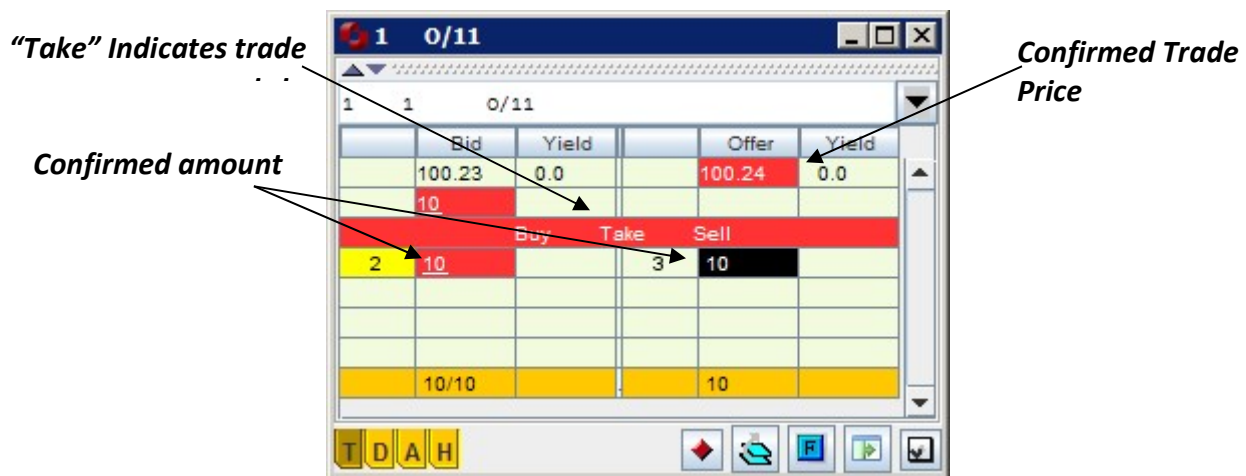 “Take” Indicates trade
Confirmed amount
Confirmed Trade
Price
1 0/11
1 1 0/11
Bid Yield Offer Yield
100.23 0.0 100.24 0.0
10
Buy Take Sell
2 10 3 10
10/10 10
T D A H F